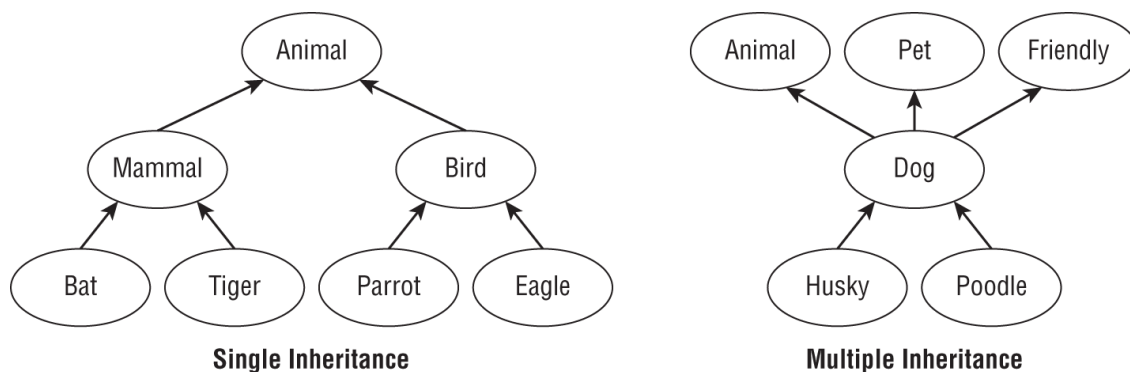 Animal
Mammal Bird
Bat Tiger Parrot Eagle
Single Inheritance
Animal Pet Friendly
Dog
Husky Poodle
Multiple Inheritance